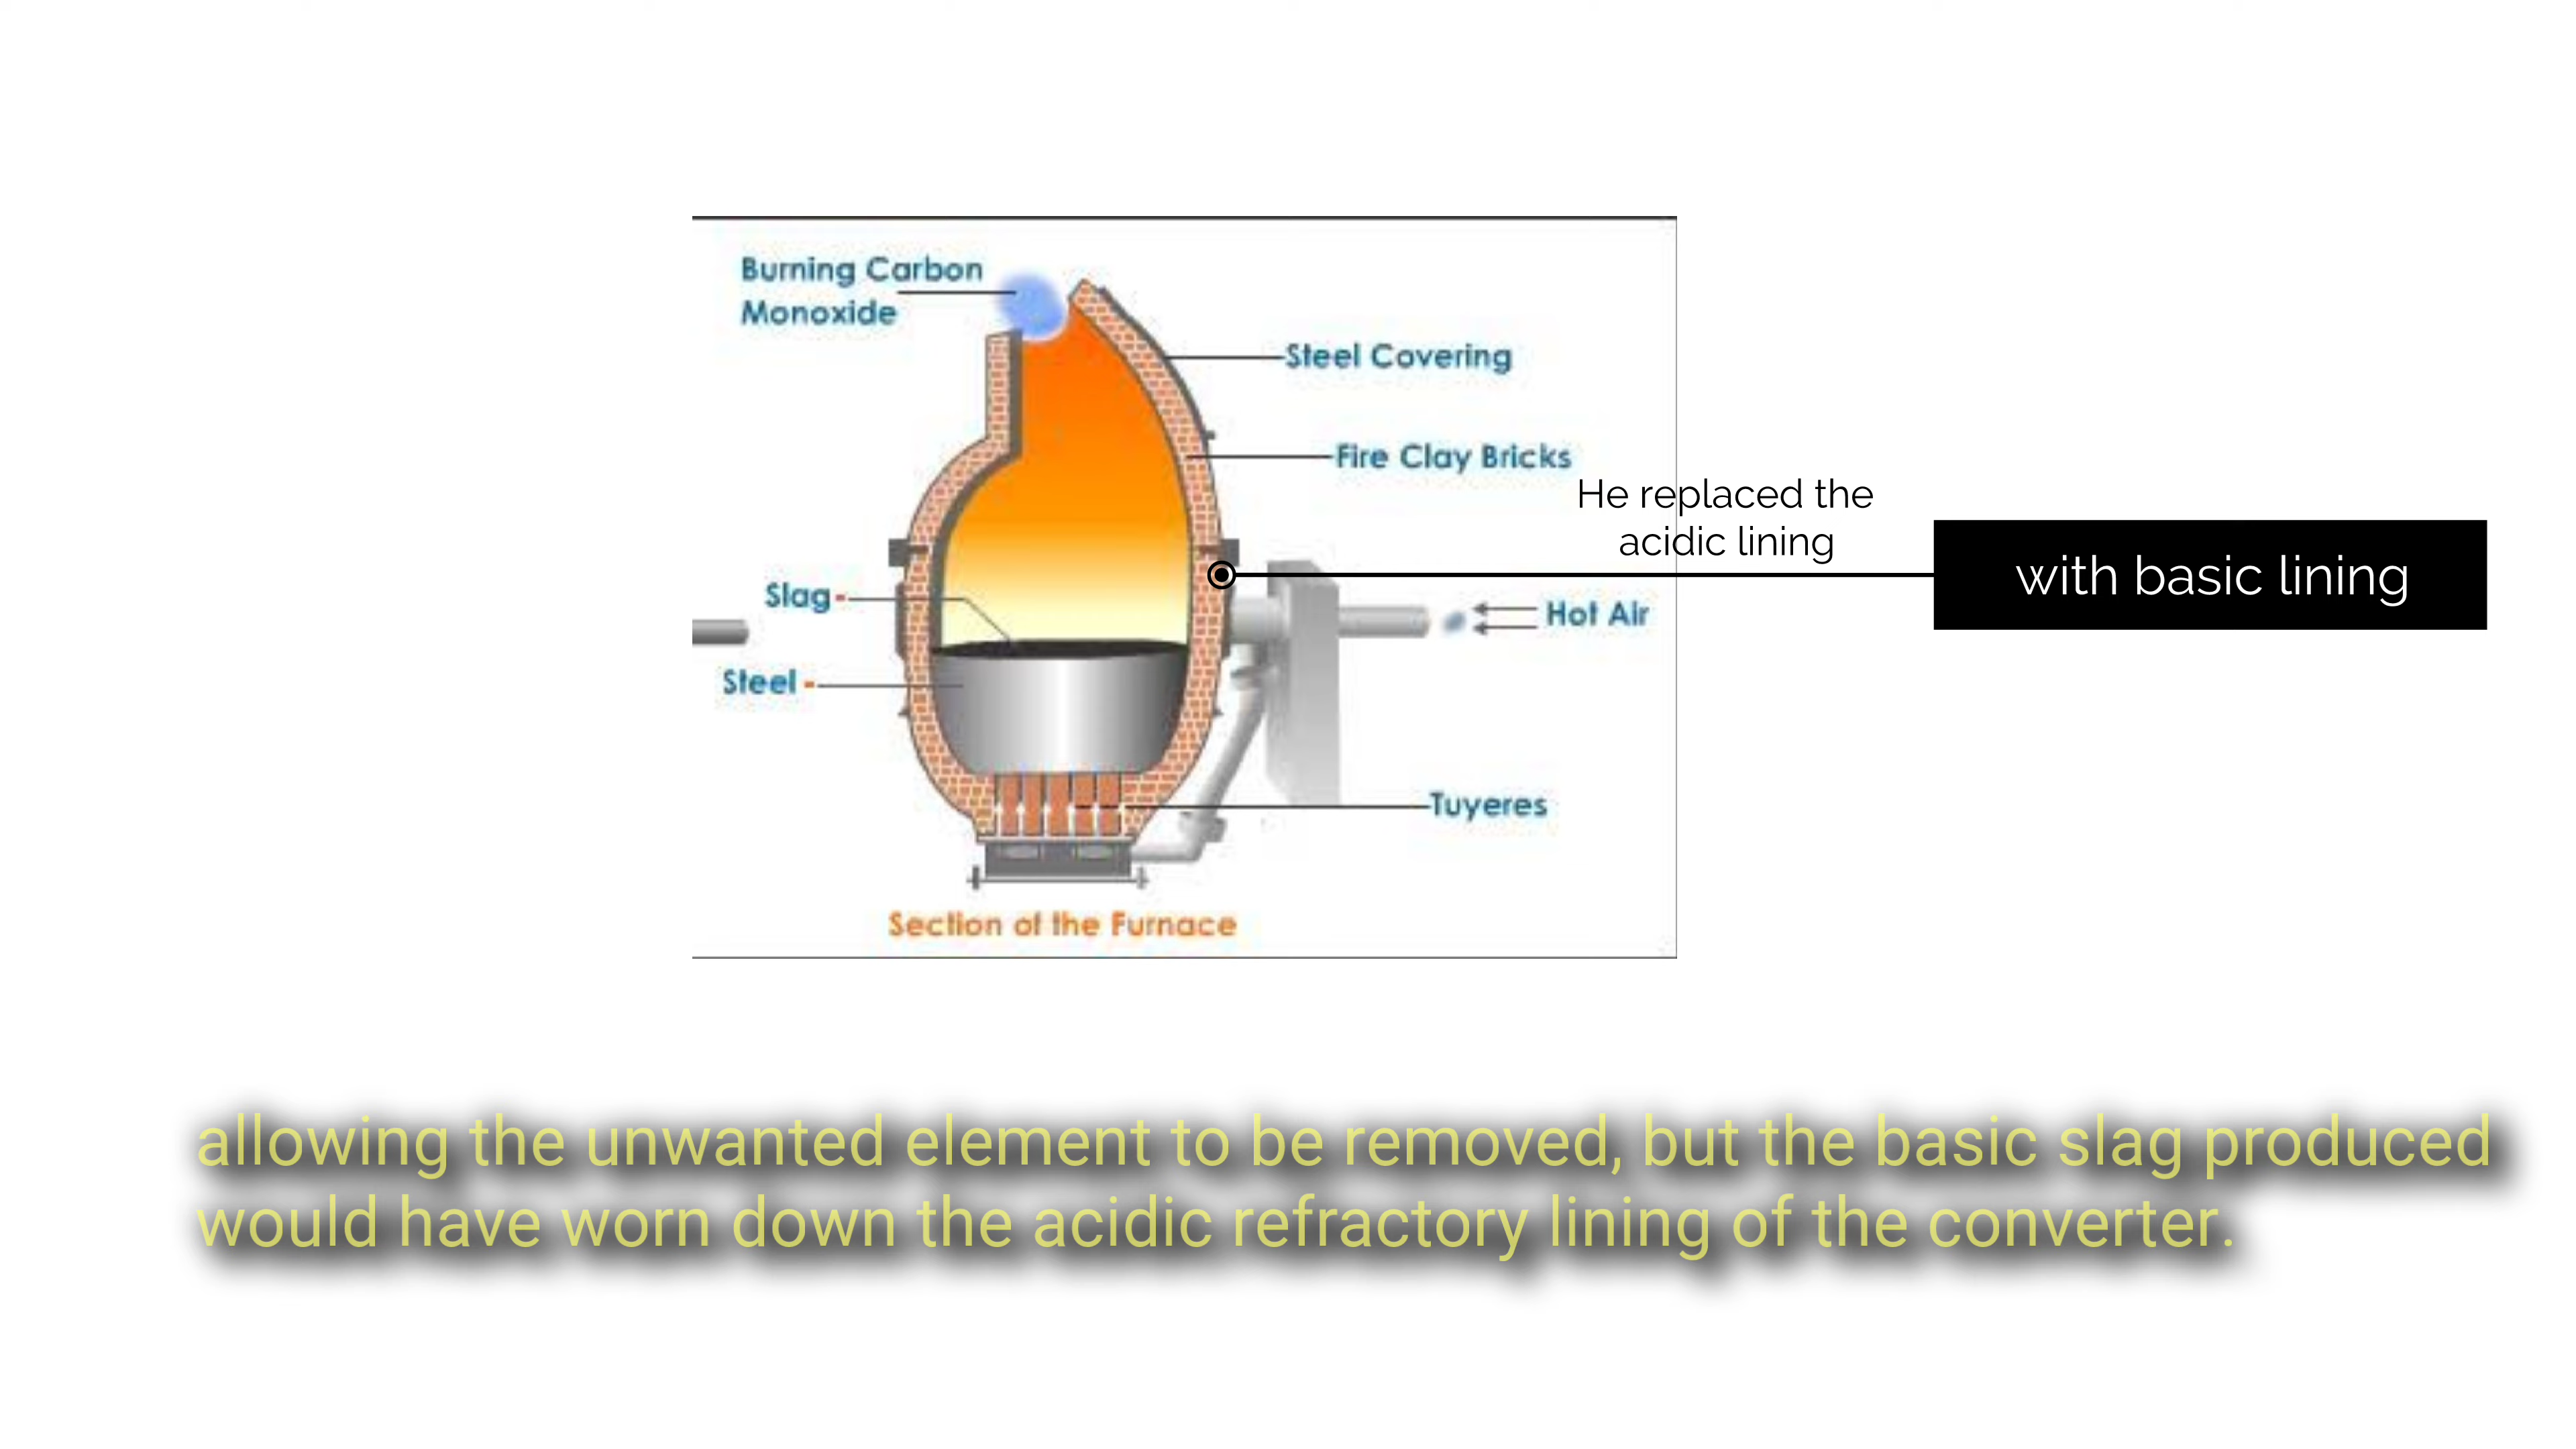 Burning Carbon
Monoxide
Steel Covering
Fire Clay Bricks
He replaced the
acidic lining
with basic lining
Slag
Hot Air
Steel
Tuyeres
Section of the Furnace
allowing the unwanted element to be removed, but the basic slag produced
would have worn down the acidic refractory lining of the converter.